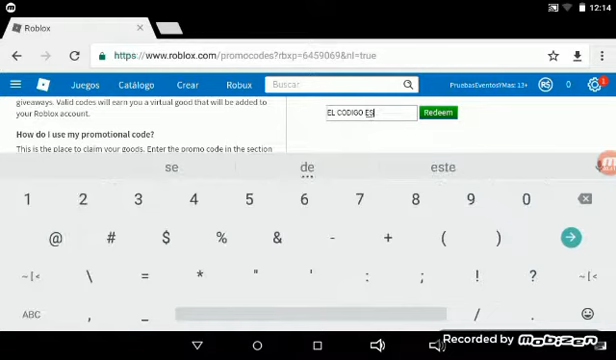 12:14
Roblox
https://www.roblox.com/promocodes?rbxp=6459069&nl=true
Juegos Catálogo Crear Robux Buscar PruebasEventosYMas: 13+ RS 1
giveaways. Valid codes will earn you a virtual good that will be added to
your Roblox account.
EL CODIGO ES Redeem
How do I use my promotional code?
This is the place to claim your goods. Enter the promo code in the section
se de este
1 2 3 4 5 6 7 8 9 0
@ # $ % & - + ( )
~[< \ = * " ' : ; ! ? ~[<
ABC , _ / .
Recorded by mobizen